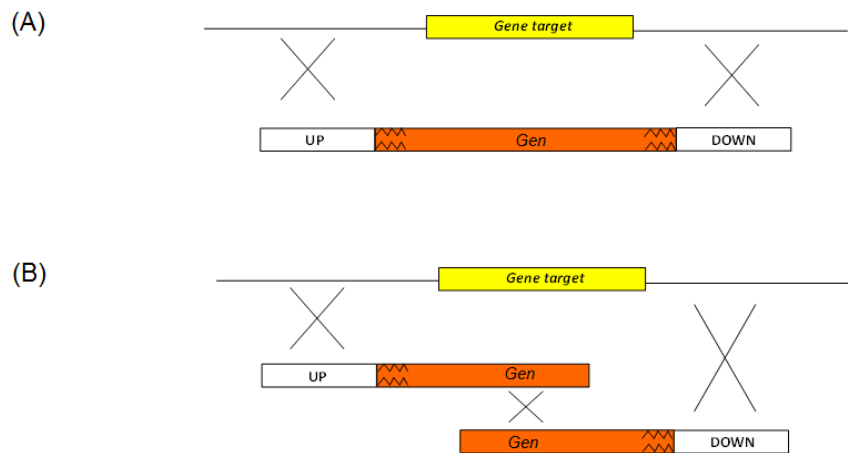 (A)
Gene target
UP
Gen
DOWN
(B)
Gene target
UP
Gen
Gen
DOWN